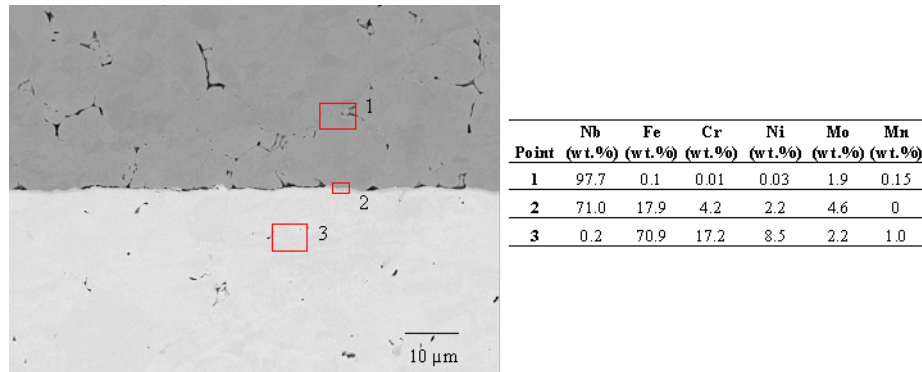 1
2
3
10 μm
Nb Fe Cr Ni Mo Mn
Point (wt.%) (wt.%) (wt.%) (wt.%) (wt.%) (wt.%)
1 97.7 0.1 0.01 0.03 1.9 0.15
2 71.0 17.9 4.2 2.2 4.6 0
3 0.2 70.9 17.2 8.5 2.2 1.0